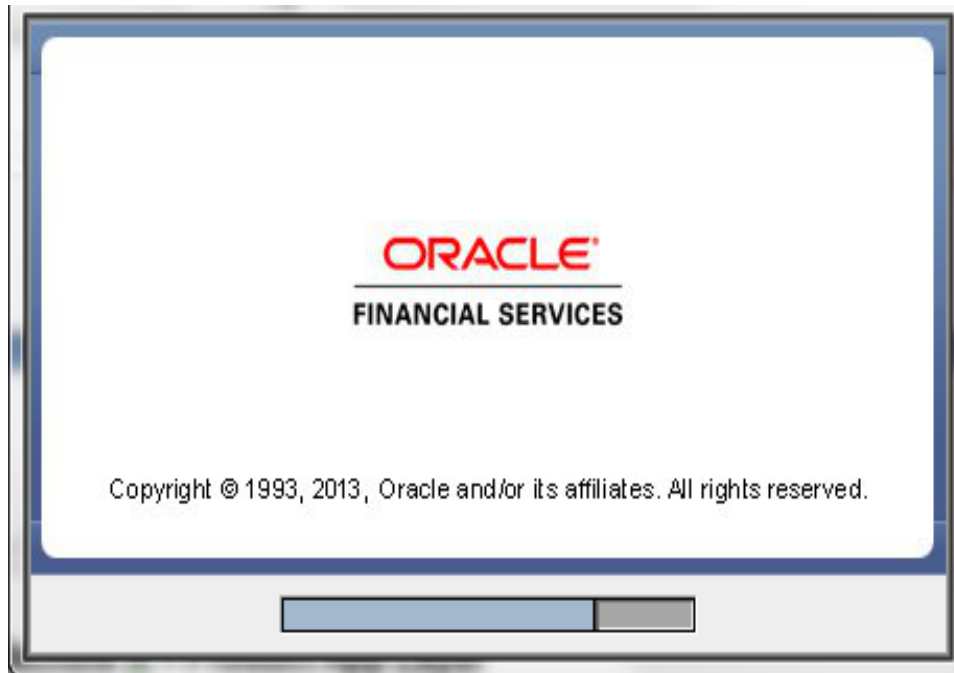 ORACLE
FINANCIAL SERVICES
Copyright © 1993, 2013, Oracle and/or its affiliates. All rights reserved.